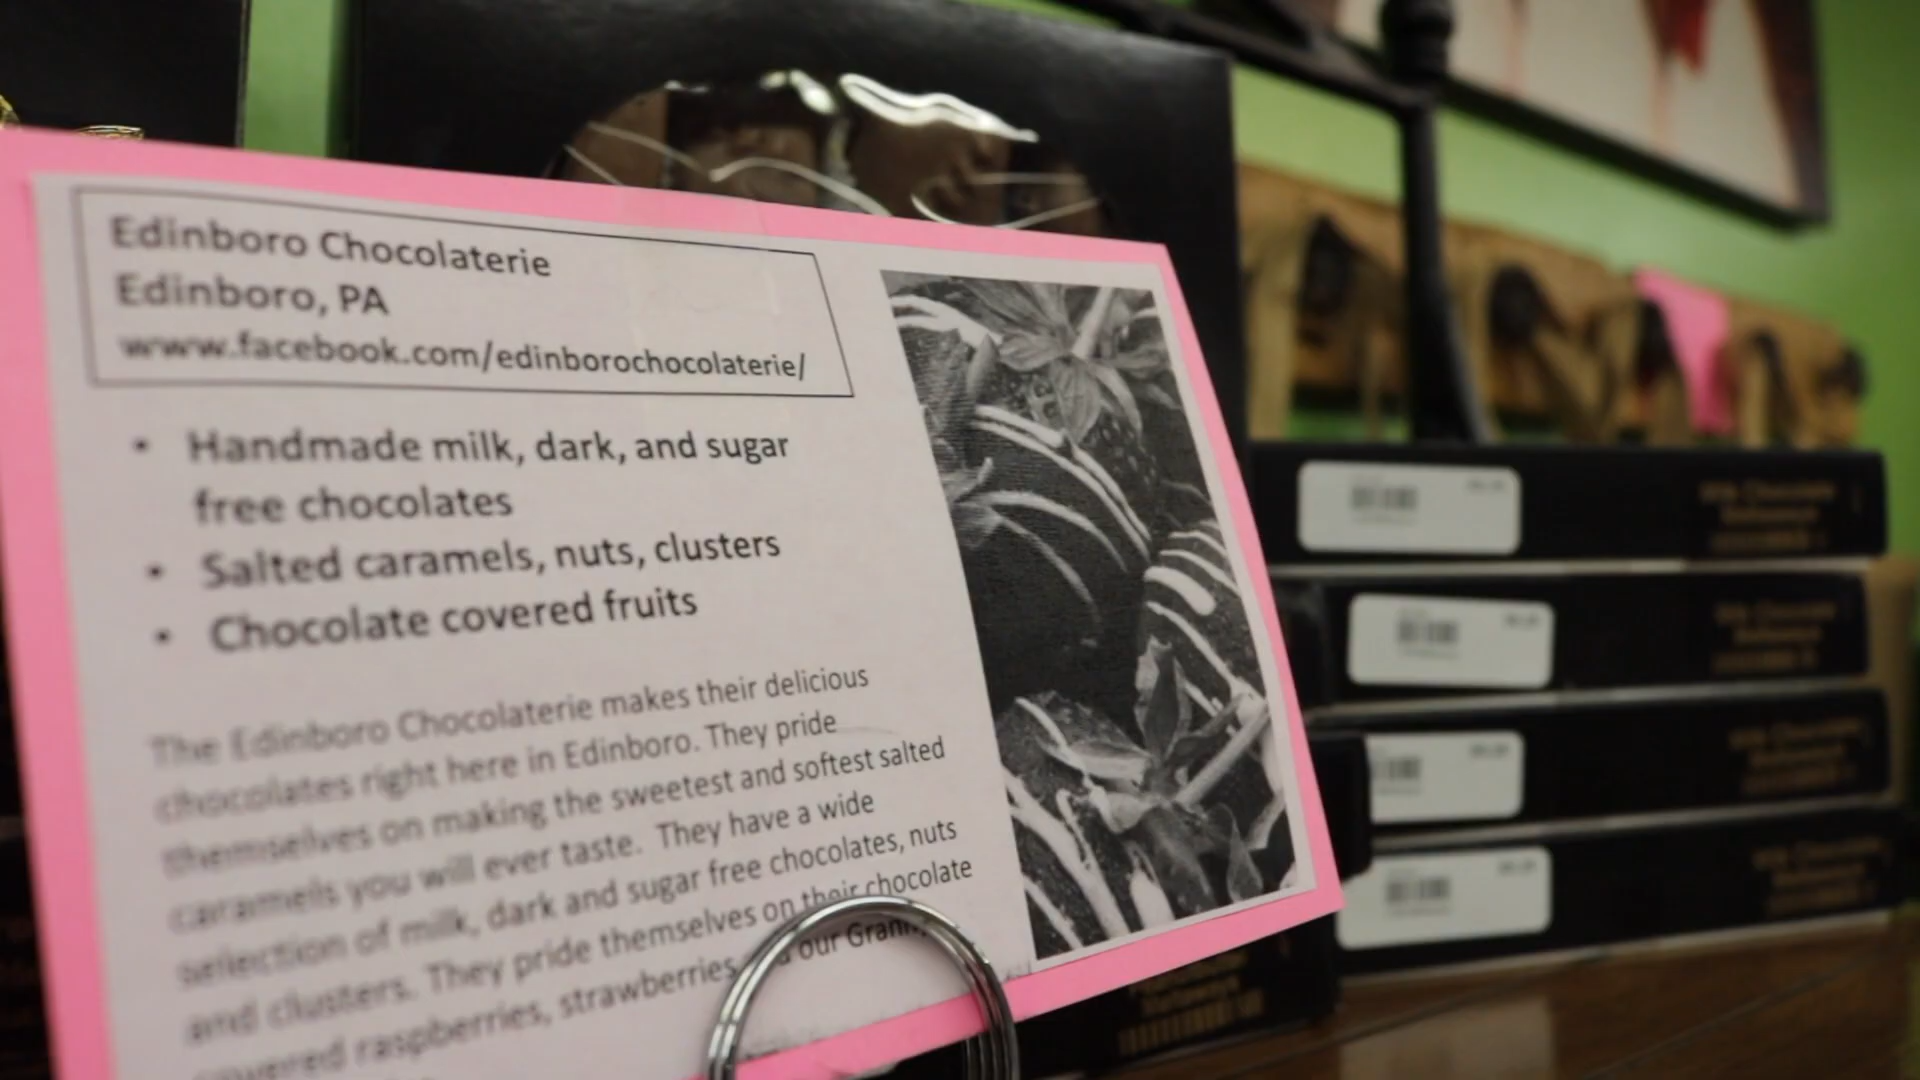 Edinboro Chocolaterie
Edinboro, PA
www.facebook.com/edinborochocolaterie/
• Handmade milk, dark, and sugar
free chocolates
• Salted caramels, nuts, clusters
• Chocolate covered fruits
The Edinboro Chocolaterie makes their delicious
chocolates right here in Edinboro. They pride
themselves on making the sweetest and softest salted
caramels you will ever taste. They have a wide
selection of milk, dark and sugar free chocolates, nuts
and clusters. They pride themselves on their chocolate
covered raspberries, strawberries our